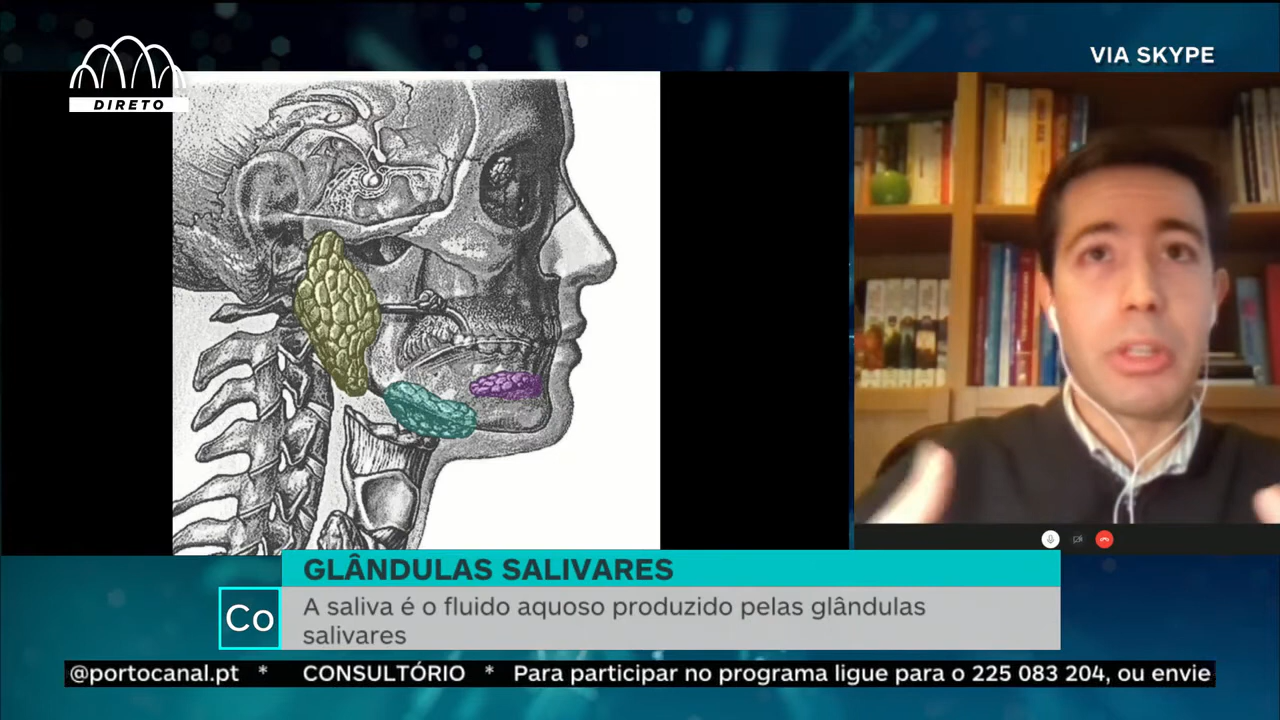 VIA SKYPE
DIRETO
GLÂNDULAS SALIVARES
Co
A saliva é o fluido aquoso produzido pelas glândulas
salivares
@portocanal.pt * CONSULTÓRIO * Para participar no programa ligue para o 225 083 204, ou envie